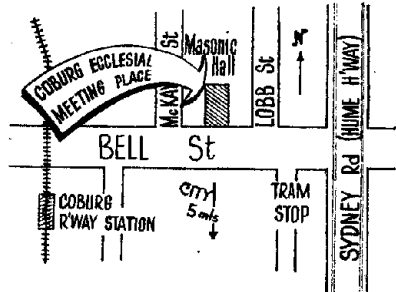 COBURG ECCLESIAL
MEETING PLACE
McKAY St
Masonic
Hall
LOBB St
N
SYDNEY Rd (HUME H'WAY)
BELL St
COBURG
R'WAY STATION
CITY
5 mls
TRAM
STOP